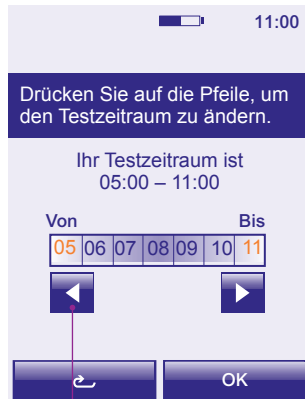 11:00
Drücken Sie auf die Pfeile, um
den Testzeitraum zu ändern.
Ihr Testzeitraum ist
05:00 – 11:00
Von Bis
05 06 07 08 09 10 11
OK